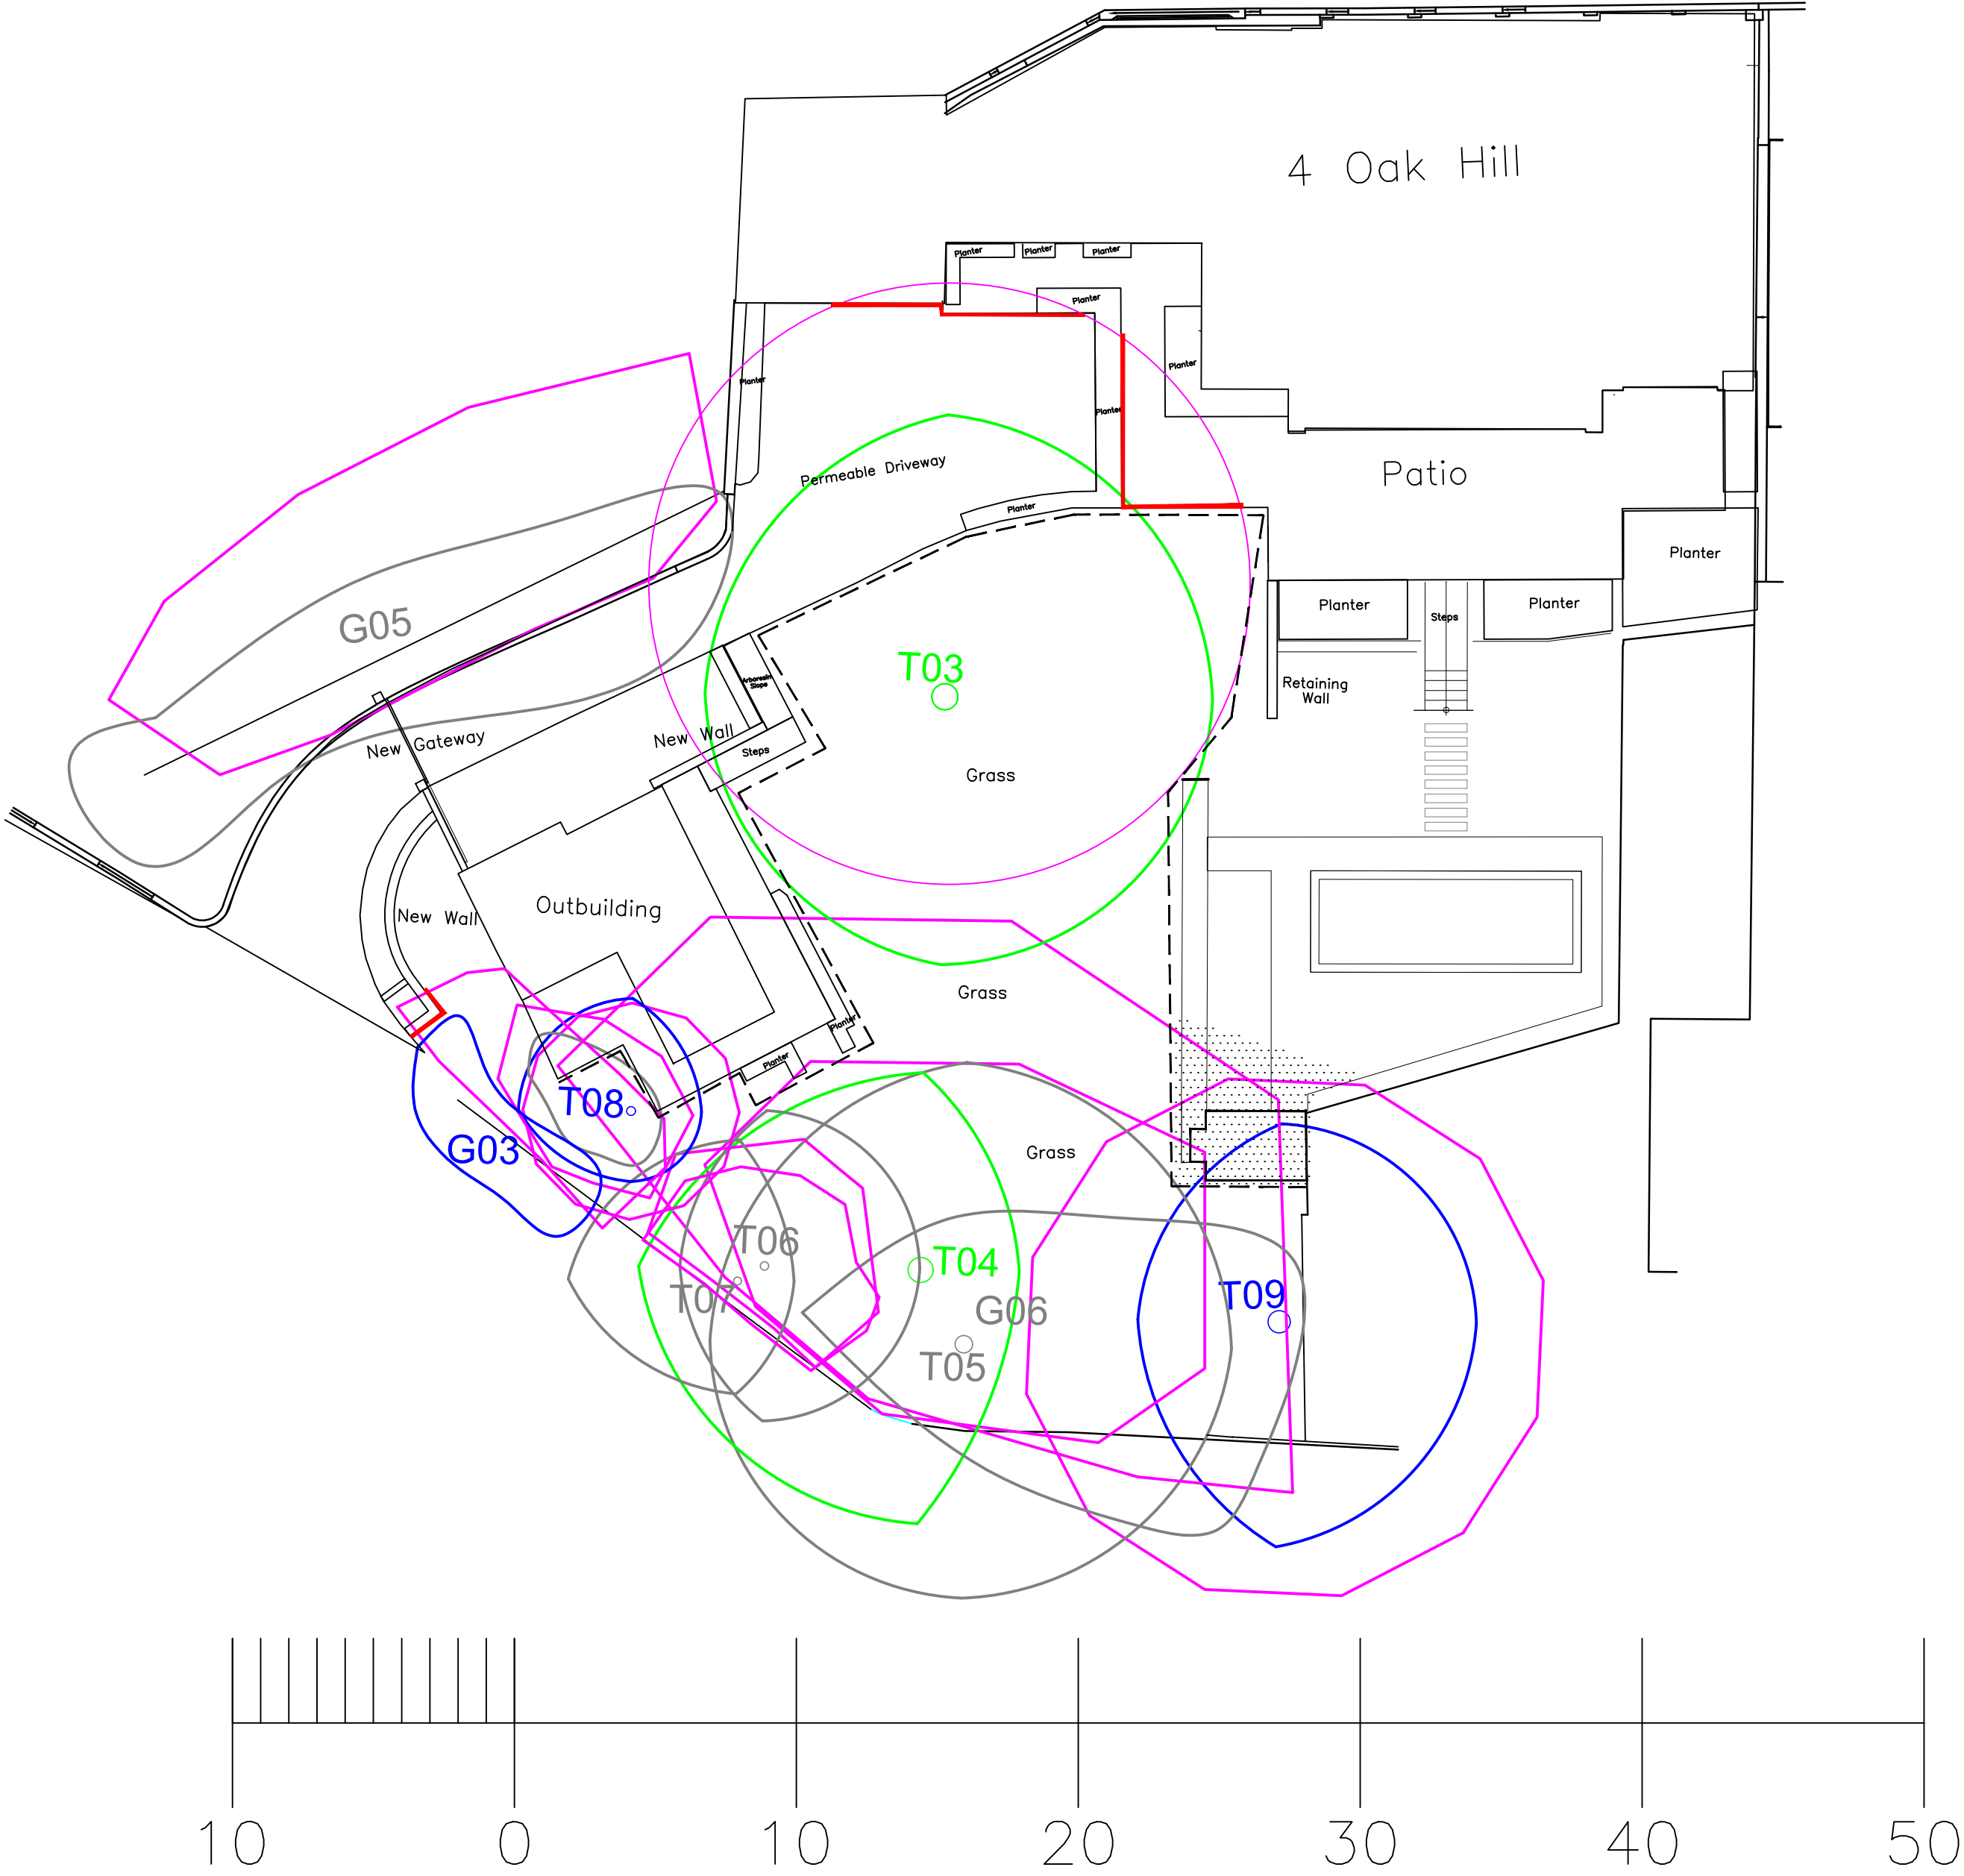 4 Oak Hill
Planter
Planter
Planter
Planter
Planter
Planter
Planter
Permeable Driveway
Patio
Planter
Planter
G05
Planter
Planter
Steps
T03
Arboresin
Slope
Retaining
Wall
New Gateway
New Wall
Steps
Grass
New Wall
Outbuilding
Grass
Planter
Planter
T08
G03
Grass
T06
T04
T07
G06
T09
T05
10
0
10
20
30
40
50